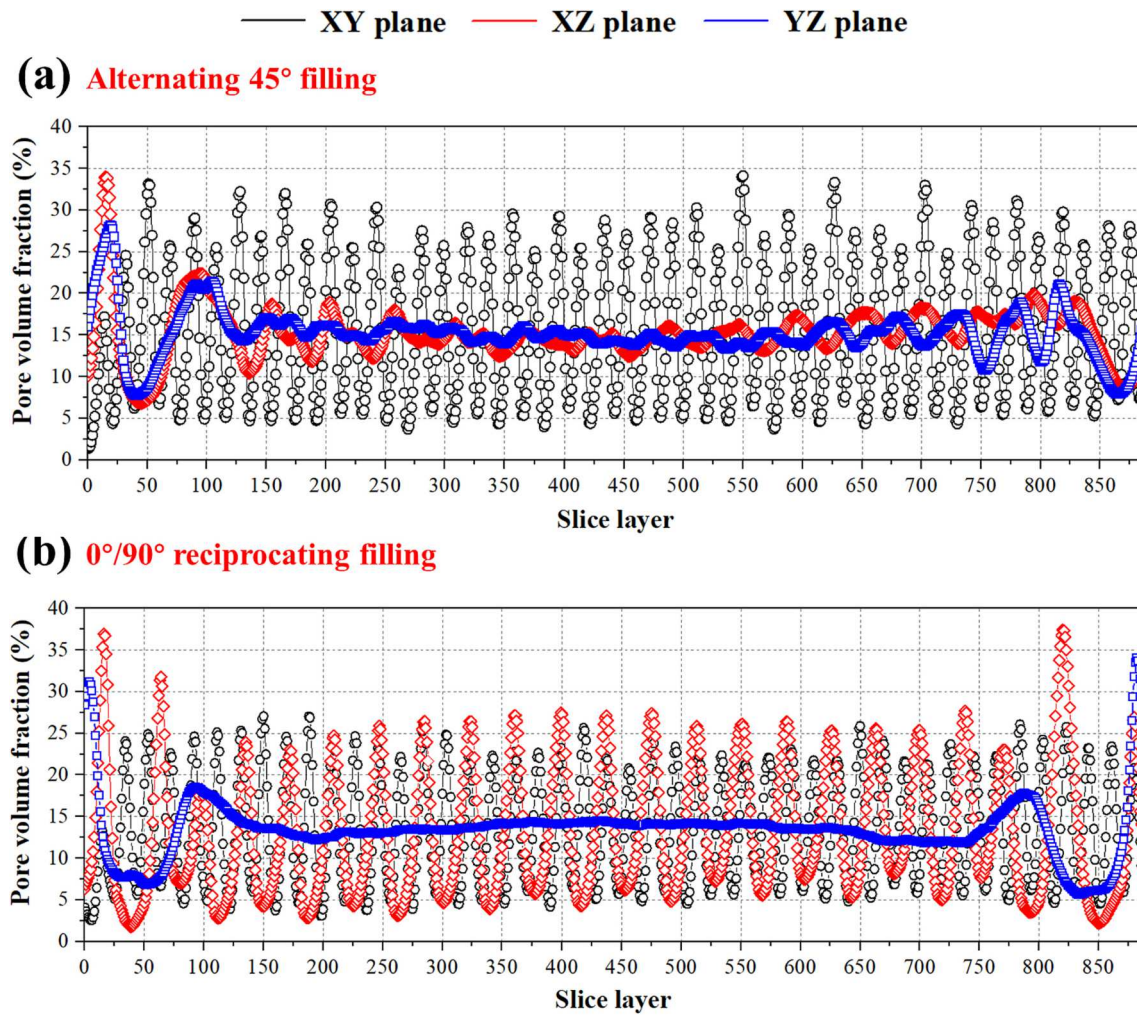 XY plane XZ plane YZ plane
(a) Alternating 45° filling
Pore volume fraction (%)
40
35
30
25
20
15
10
5
0
0 50 100 150 200 250 300 350 400 450 500 550 600 650 700 750 800 850
Slice layer
(b) 0°/90° reciprocating filling
Pore volume fraction (%)
40
35
30
25
20
15
10
5
0
0 50 100 150 200 250 300 350 400 450 500 550 600 650 700 750 800 850
Slice layer